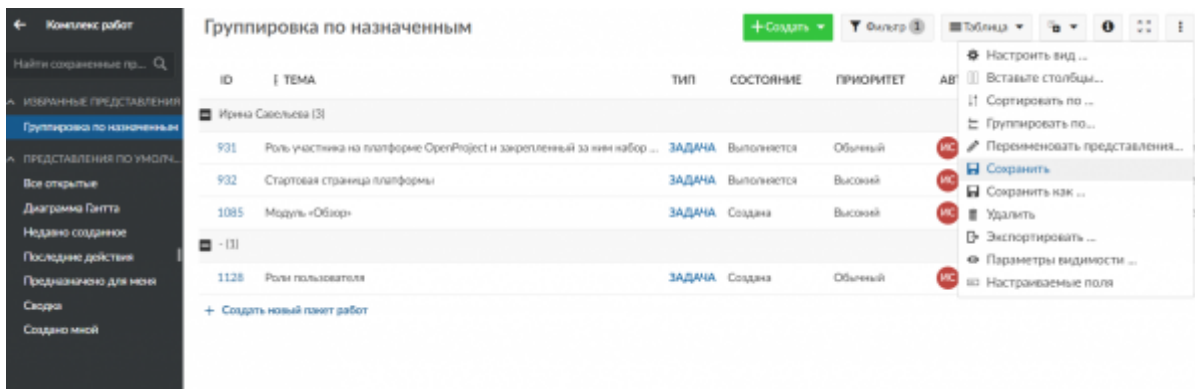 Комплекс работ
Группировка по назначенным
+ Создать
Фильтр 1
Таблица
Найти сохраненные пр...
ИЗБРАННЫЕ ПРЕДСТАВЛЕНИЯ
Группировка по назначенным
ПРЕДСТАВЛЕНИЯ ПО УМОЛЧ...
Все открытые
Диаграмма Гантта
Недавно созданное
Последние действия
Предназначено для меня
Сводка
Создано мной
ID ТЕМА ТИП СОСТОЯНИЕ ПРИОРИТЕТ АВТ
Ирина Савельева (3)
931 Роль участника на платформе OpenProject и закрепленный за ним набор ... ЗАДАЧА Выполняется Обычный ИС
932 Стартовая страница платформы ЗАДАЧА Выполняется Высокий ИС
1085 Модуль «Обзор» ЗАДАЧА Создана Высокий ИС
- (1)
1128 Роли пользователя ЗАДАЧА Создана Обычный ИС
+ Создать новый пакет работ
Настроить вид ...
Вставьте столбцы...
Сортировать по ...
Группировать по...
Переименовать представления...
Сохранить
Сохранить как ...
Удалить
Экспортировать ...
Параметры видимости ...
Настраиваемые поля